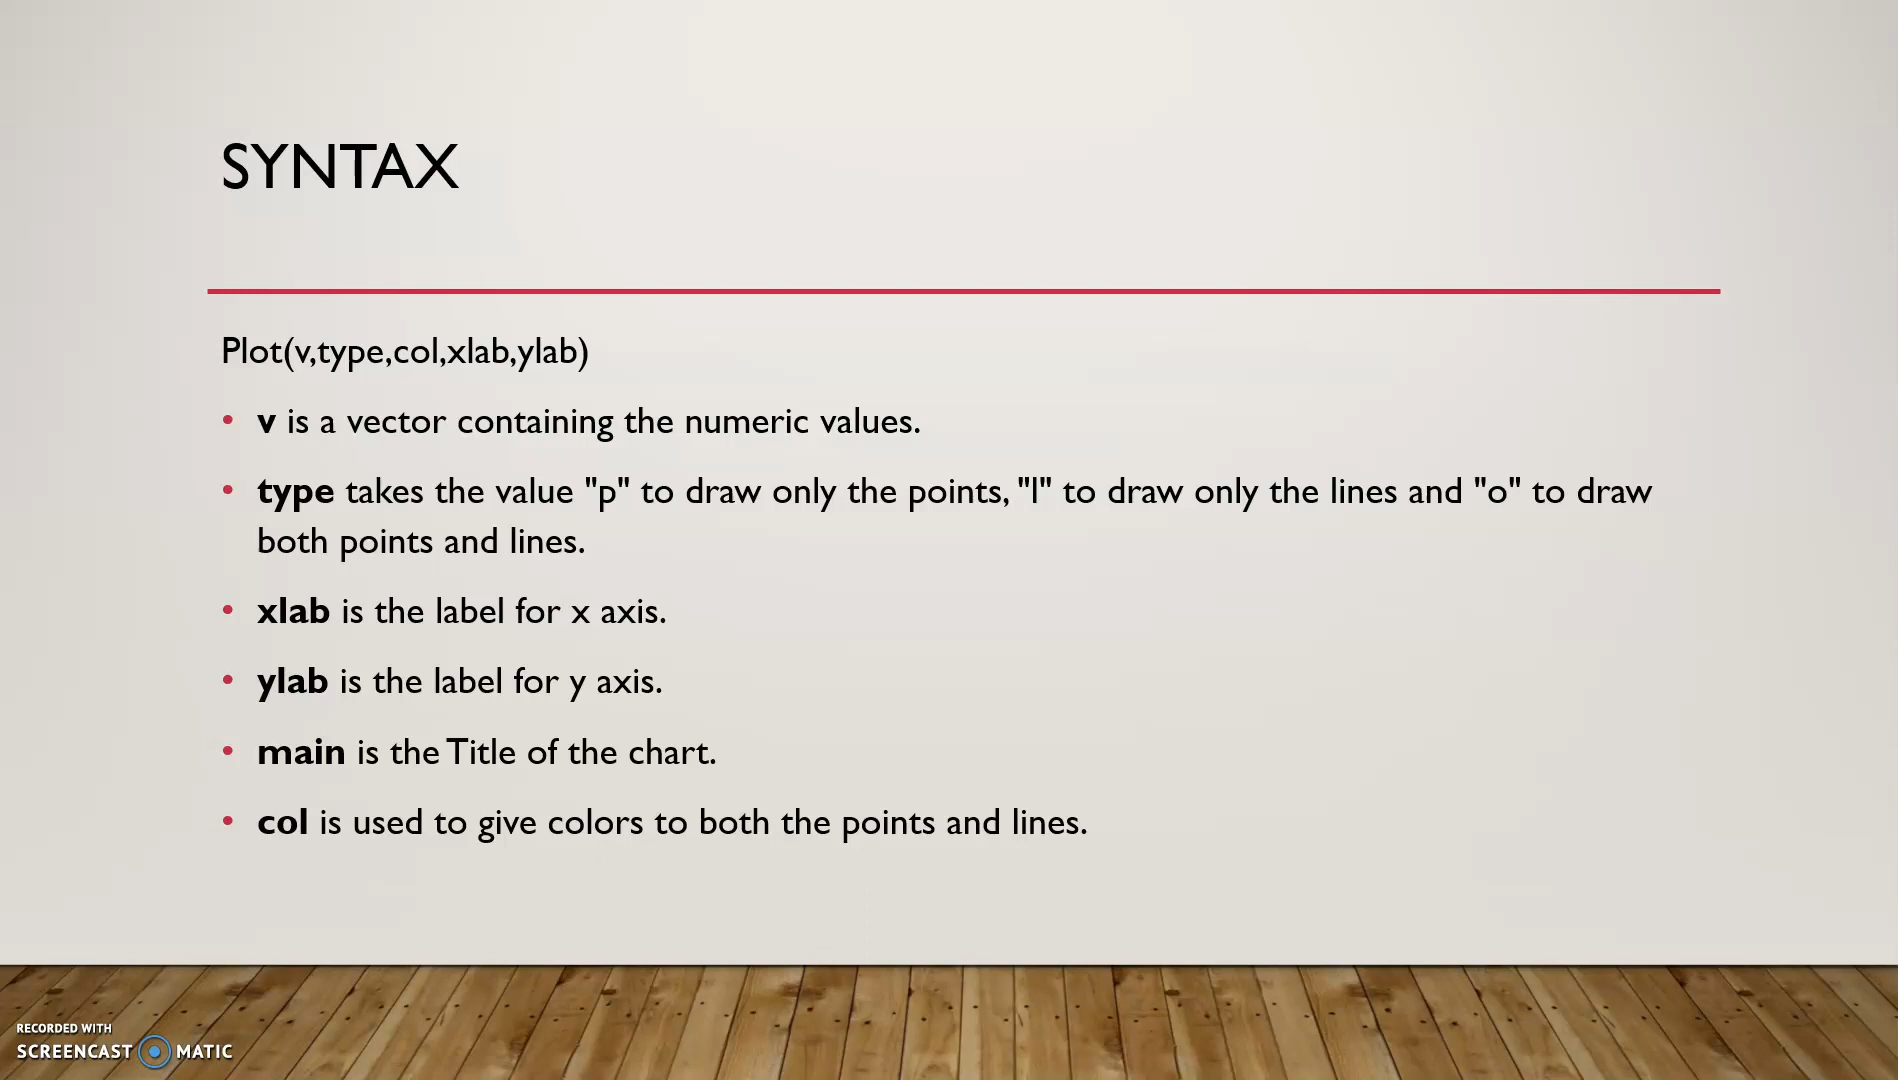 SYNTAX
Plot(v,type,col,xlab,ylab)
• v is a vector containing the numeric values.
• type takes the value "p" to draw only the points, "l" to draw only the lines and "o" to draw
both points and lines.
• xlab is the label for x axis.
• ylab is the label for y axis.
• main is the Title of the chart.
• col is used to give colors to both the points and lines.
RECORDED WITH
SCREENCAST MATIC